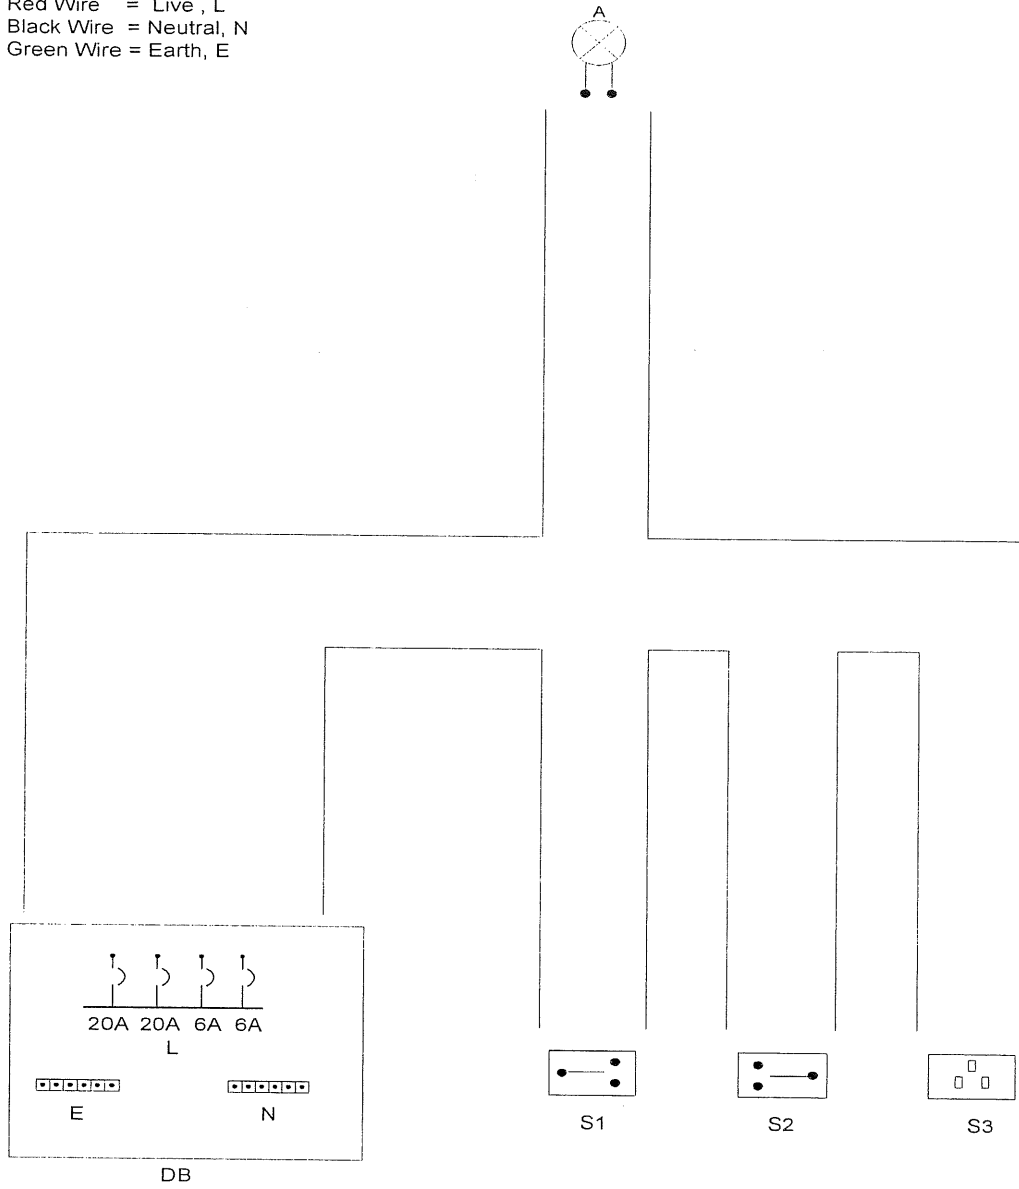 Red Wire = Live , L
Black Wire = Neutral, N
Green Wire = Earth, E
A
20A 20A 6A 6A
L
E N
DB
S1 S2 S3